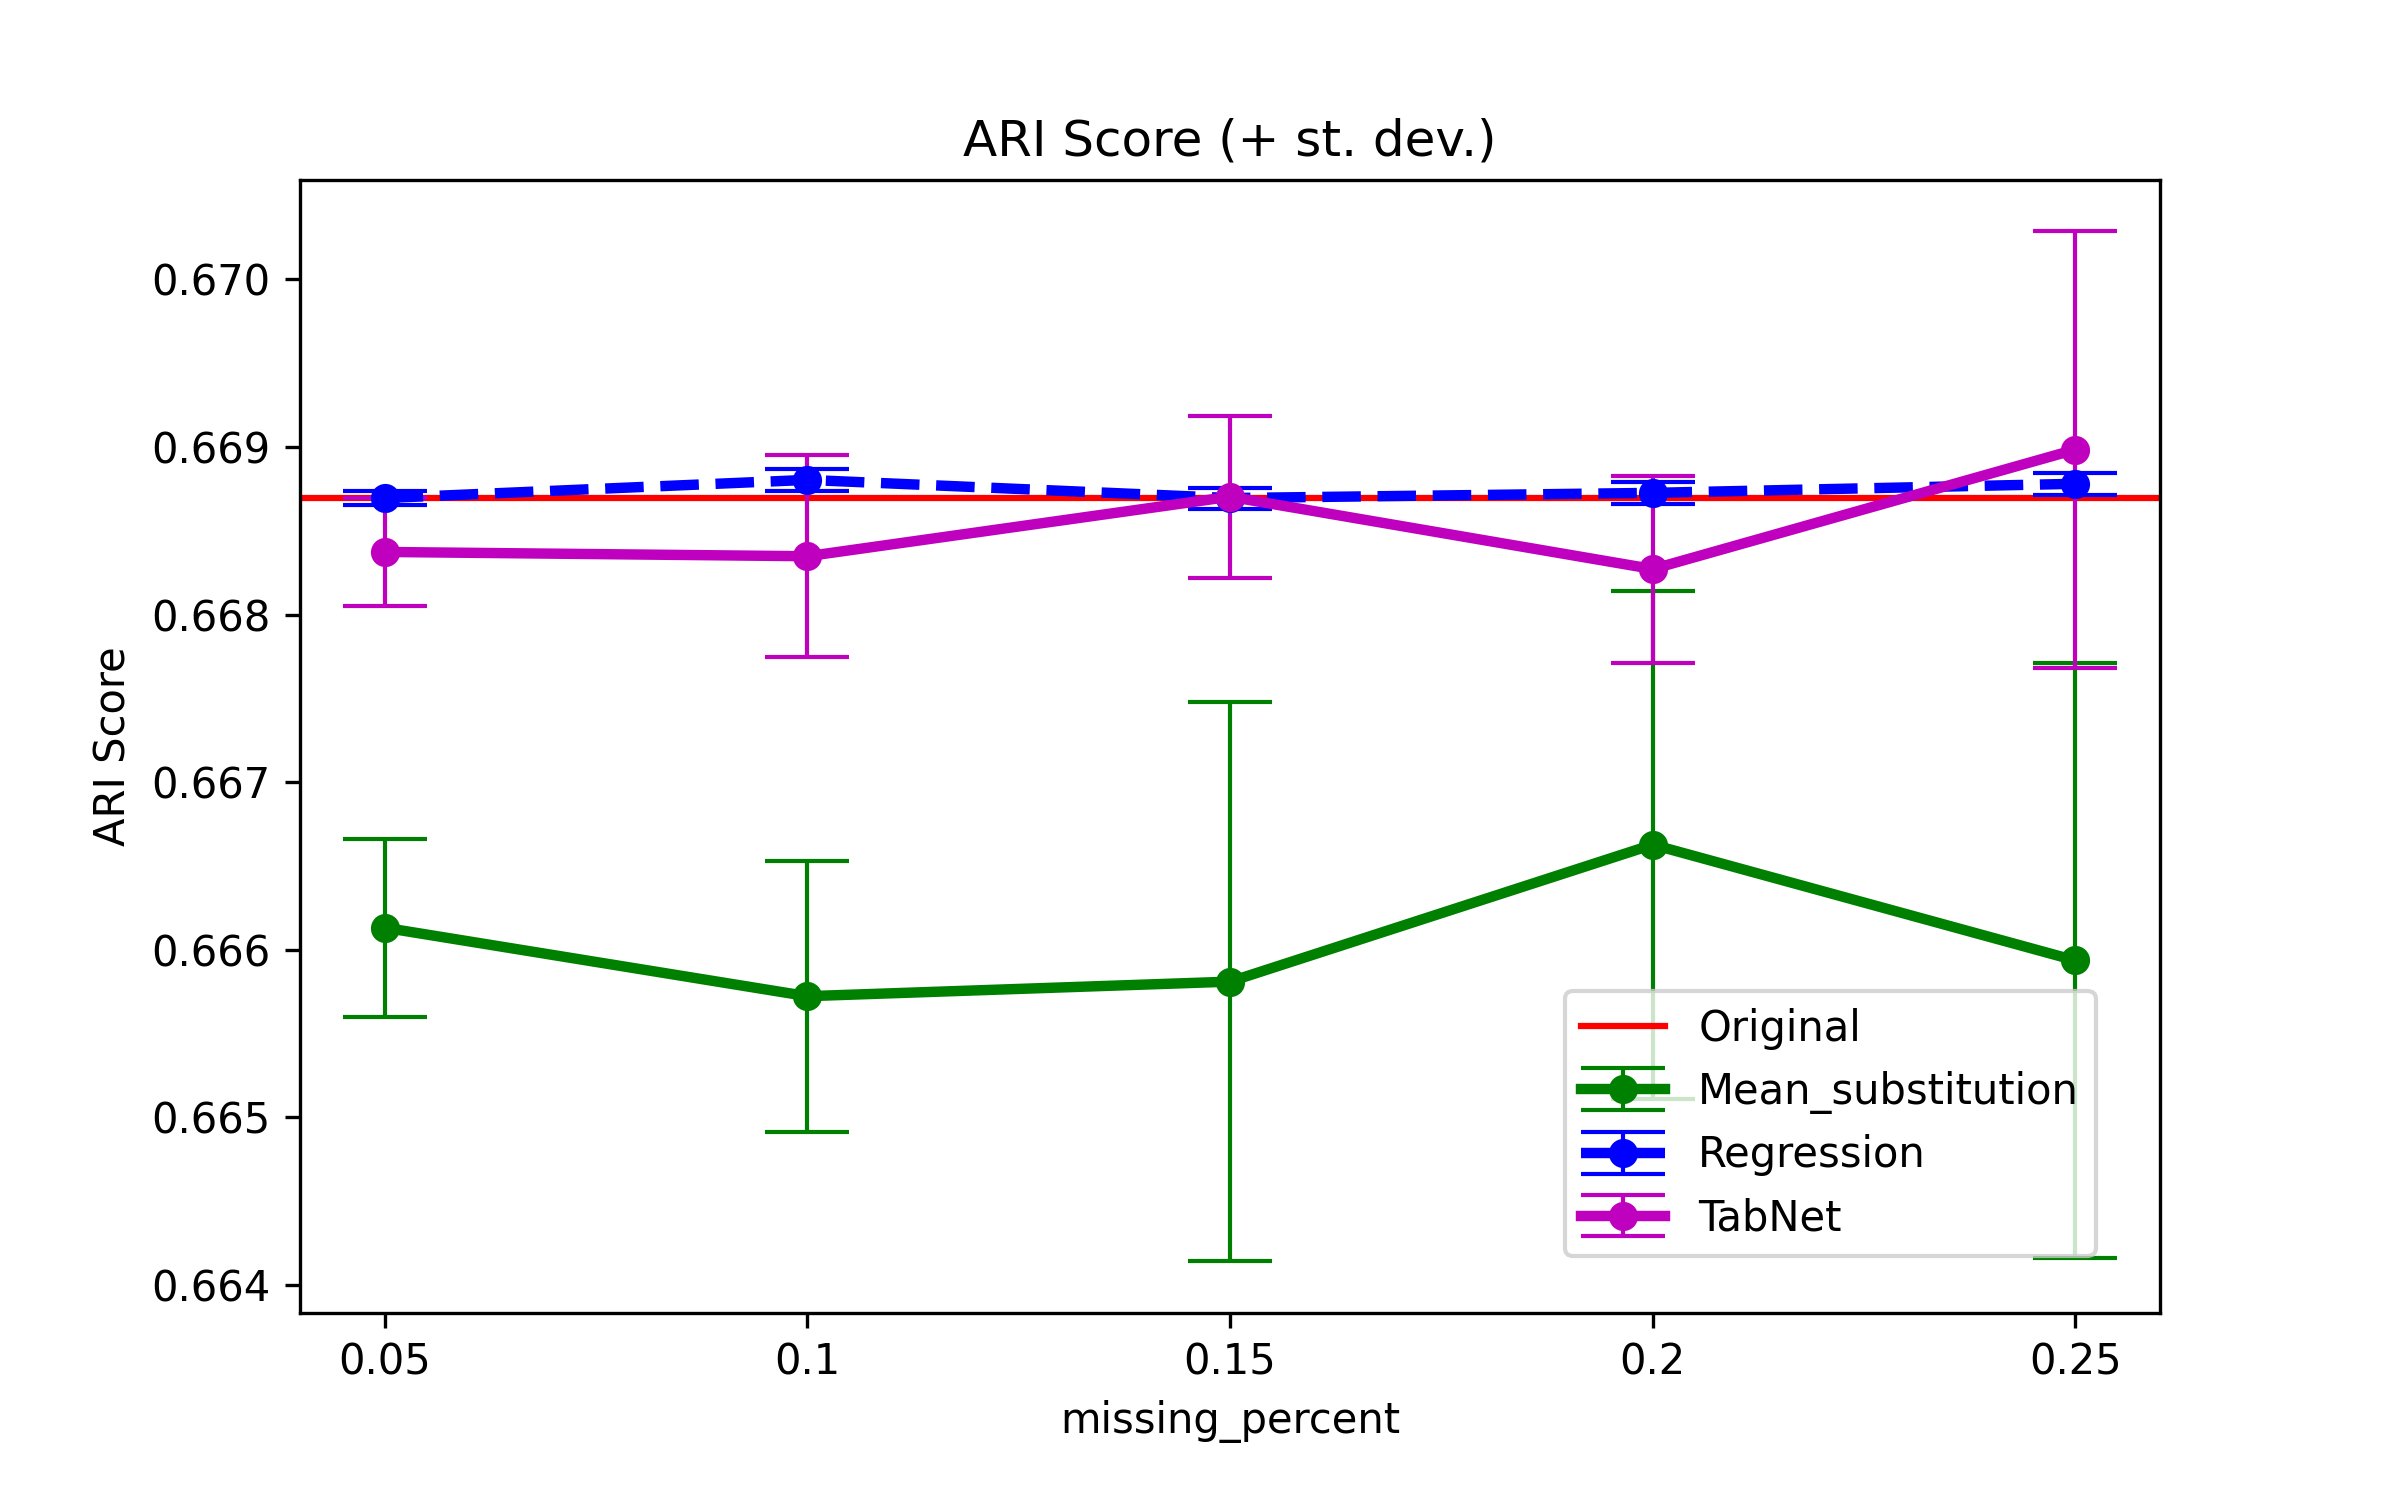 ARI Score (+ st. dev.)
ARI Score
0.670
0.669
0.668
0.667
0.666
0.665
0.664
0.05
0.1
0.15
0.2
0.25
missing_percent
Original
Mean_substitution
Regression
TabNet